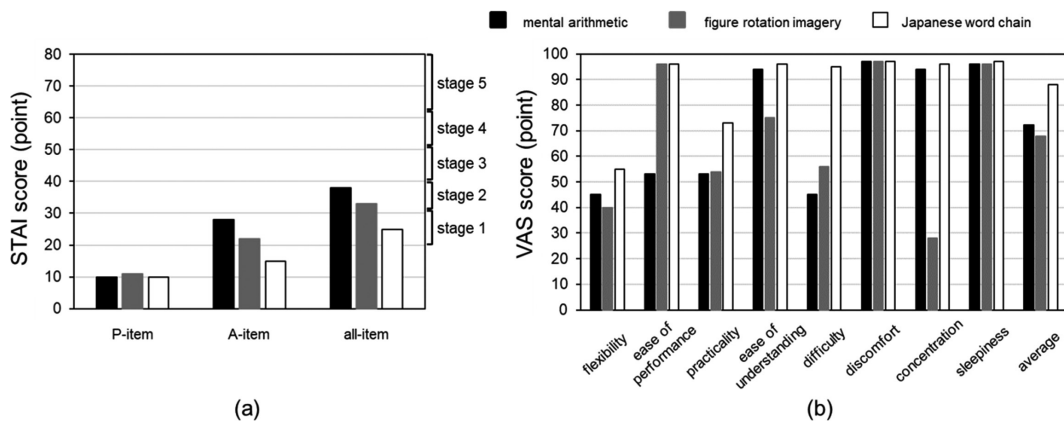 mental arithmetic figure rotation imagery Japanese word chain
STAI score (point)
80
70
60
50
40
30
20
10
0
stage 5
stage 4
stage 3
stage 2
stage 1
P-item A-item all-item
(a)
VAS score (point)
100
90
80
70
60
50
40
30
20
10
0
flexibility
ease of
performance
practicality
ease of
understanding
difficulty
discomfort
concentration
sleepiness
average
(b)